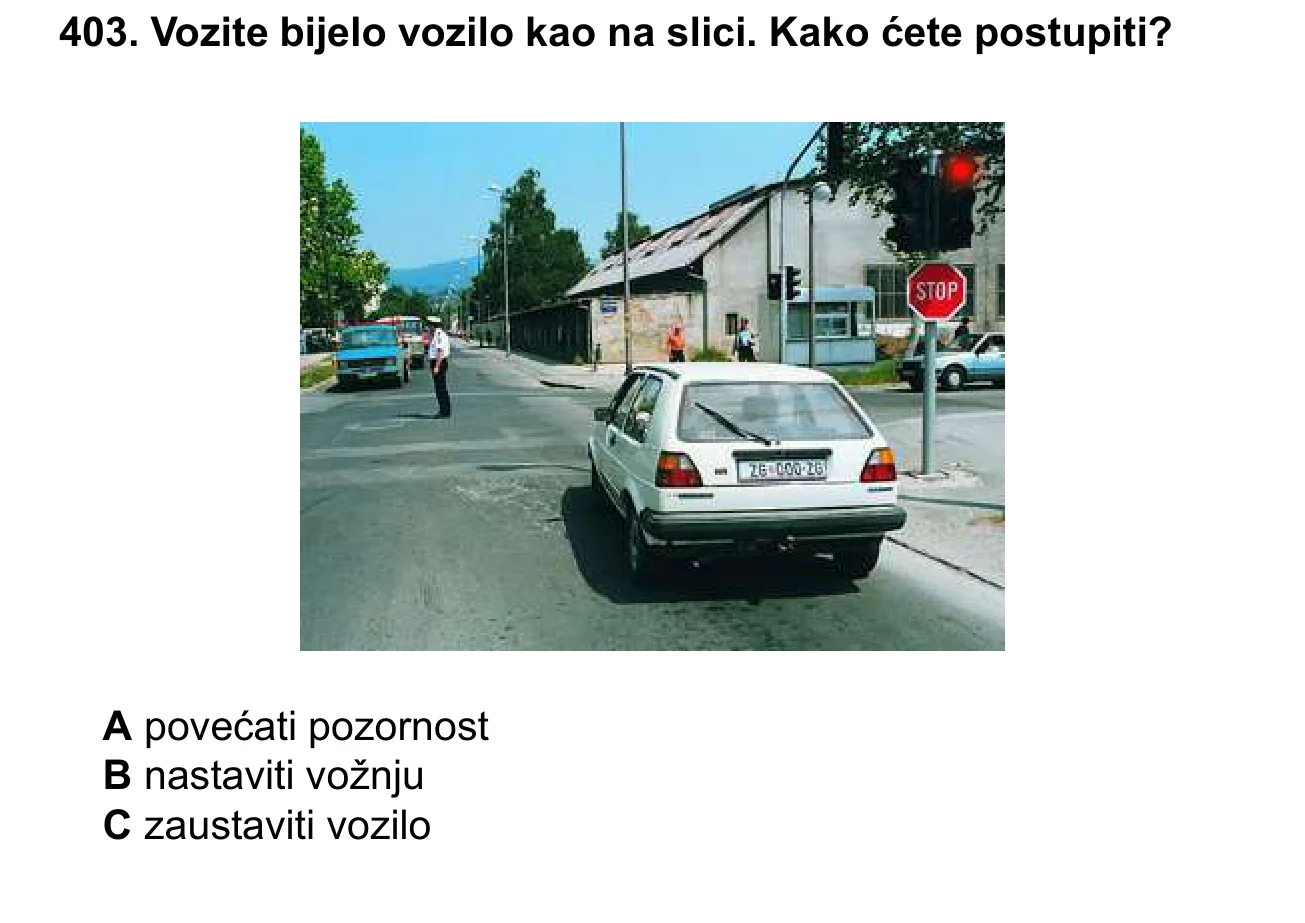 403. Vozite bijelo vozilo kao na slici. Kako ćete postupiti?
STOP
ZG·000·ZG
A povećati pozornost
B nastaviti vožnju
C zaustaviti vozilo